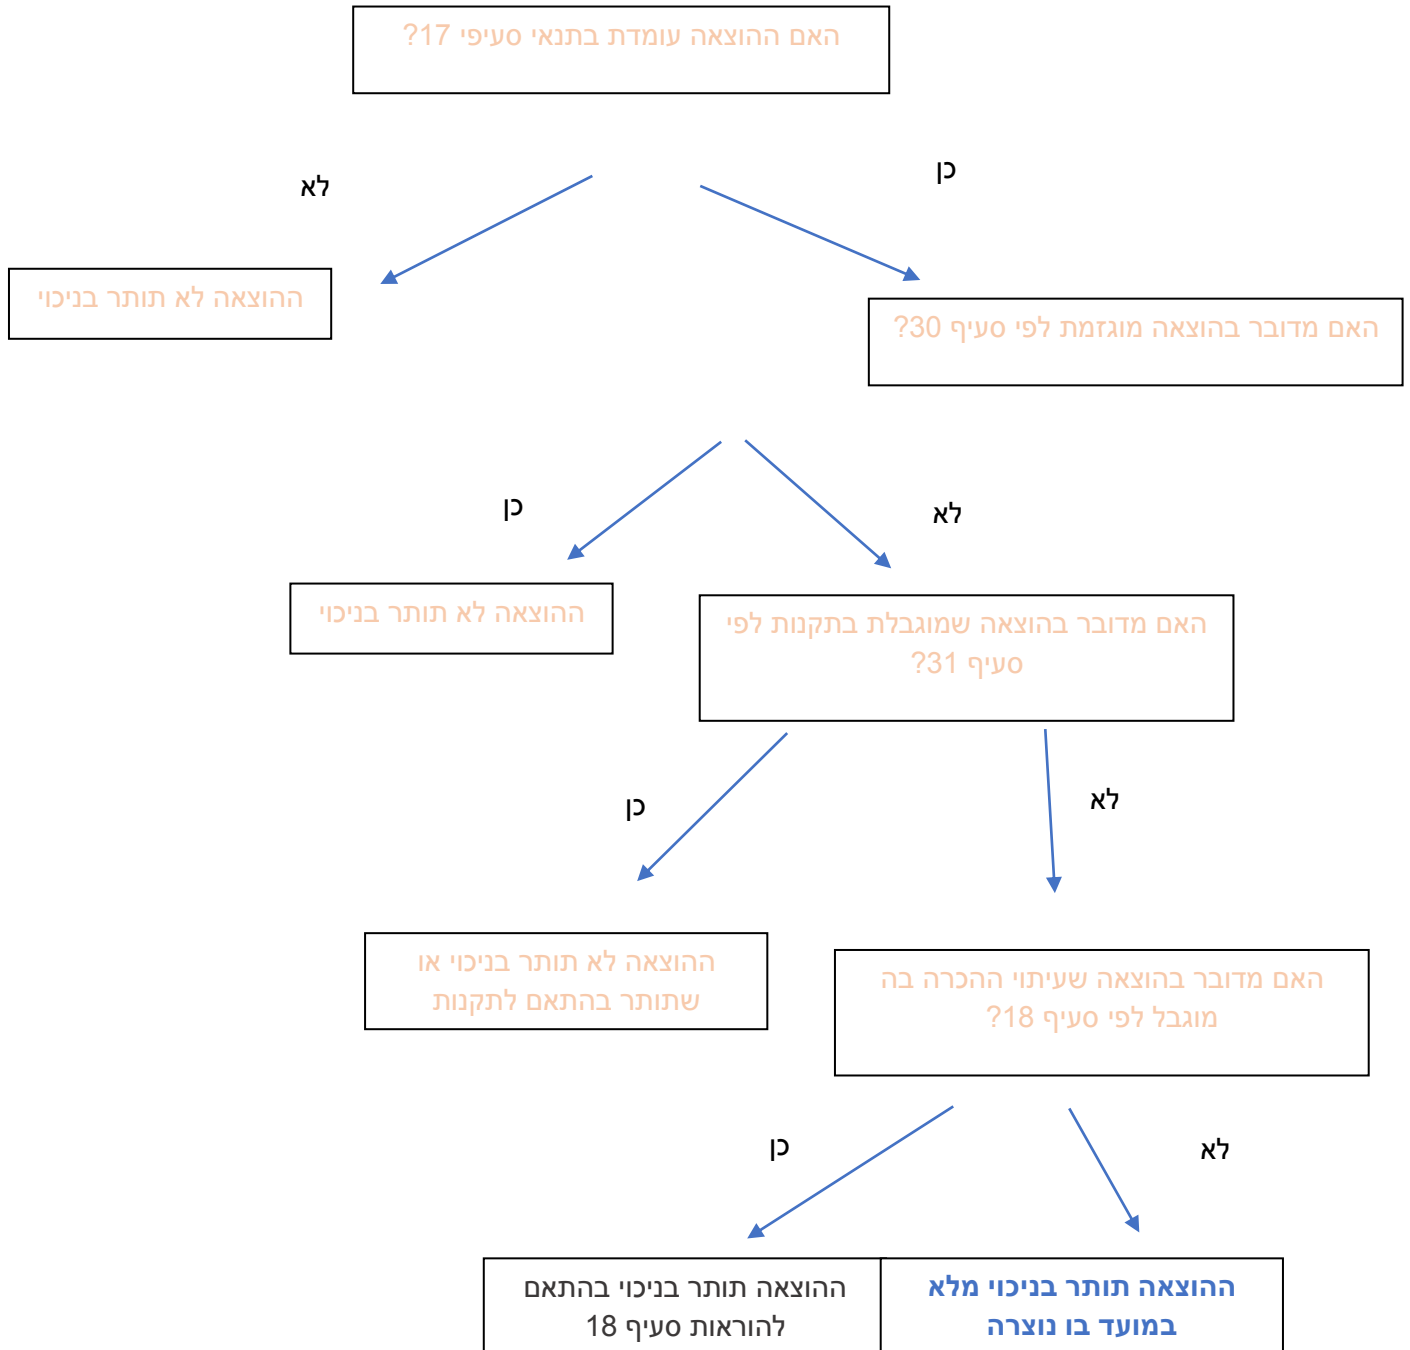 האם ההוצאה עומדת בתנאי סעיפי 17?
כן
לא
ההוצאה לא תותר בניכוי
האם מדובר בהוצאה מוגזמת לפי סעיף 30?
כן
לא
ההוצאה לא תותר בניכוי
האם מדובר בהוצאה שמוגבלת בתקנות לפי
סעיף 31?
כן
לא
ההוצאה לא תותר בניכוי או
שתותר בהתאם לתקנות
האם מדובר בהוצאה שעיתוי ההכרה בה
מוגבל לפי סעיף 18?
כן
לא
ההוצאה תותר בניכוי מלא
במועד בו נוצרה
ההוצאה תותר בניכוי בהתאם
להוראות סעיף 18